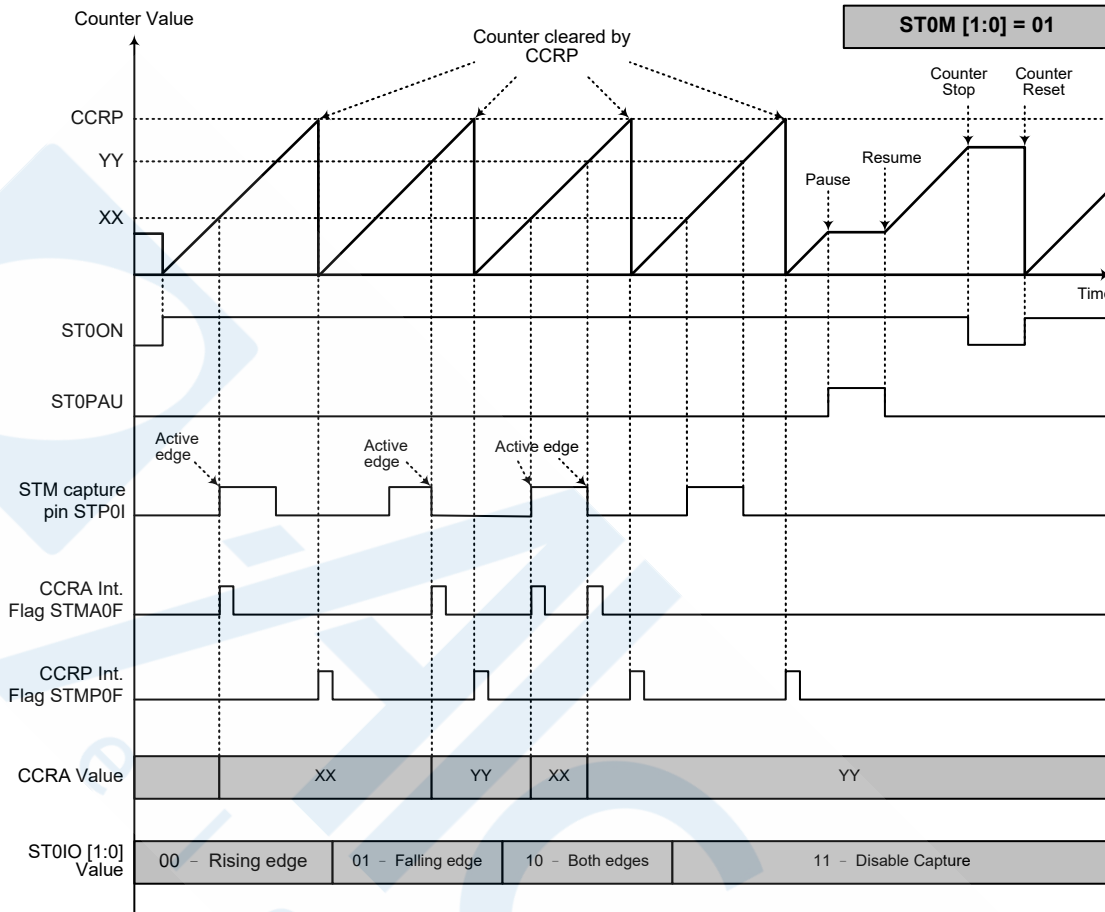 Counter Value
ST0M [1:0] = 01
Counter cleared by
CCRP
Counter
Stop
Counter
Reset
CCRP
YY
Resume
Pause
XX
Time
ST0ON
ST0PAU
Active
edge
Active
edge
Active edge
STM capture
pin STP0I
CCRA Int.
Flag STMA0F
CCRP Int.
Flag STMP0F
CCRA Value
XX
YY
XX
YY
ST0IO [1:0]
Value
00 – Rising edge
01 – Falling edge
10 – Both edges
11 – Disable Capture